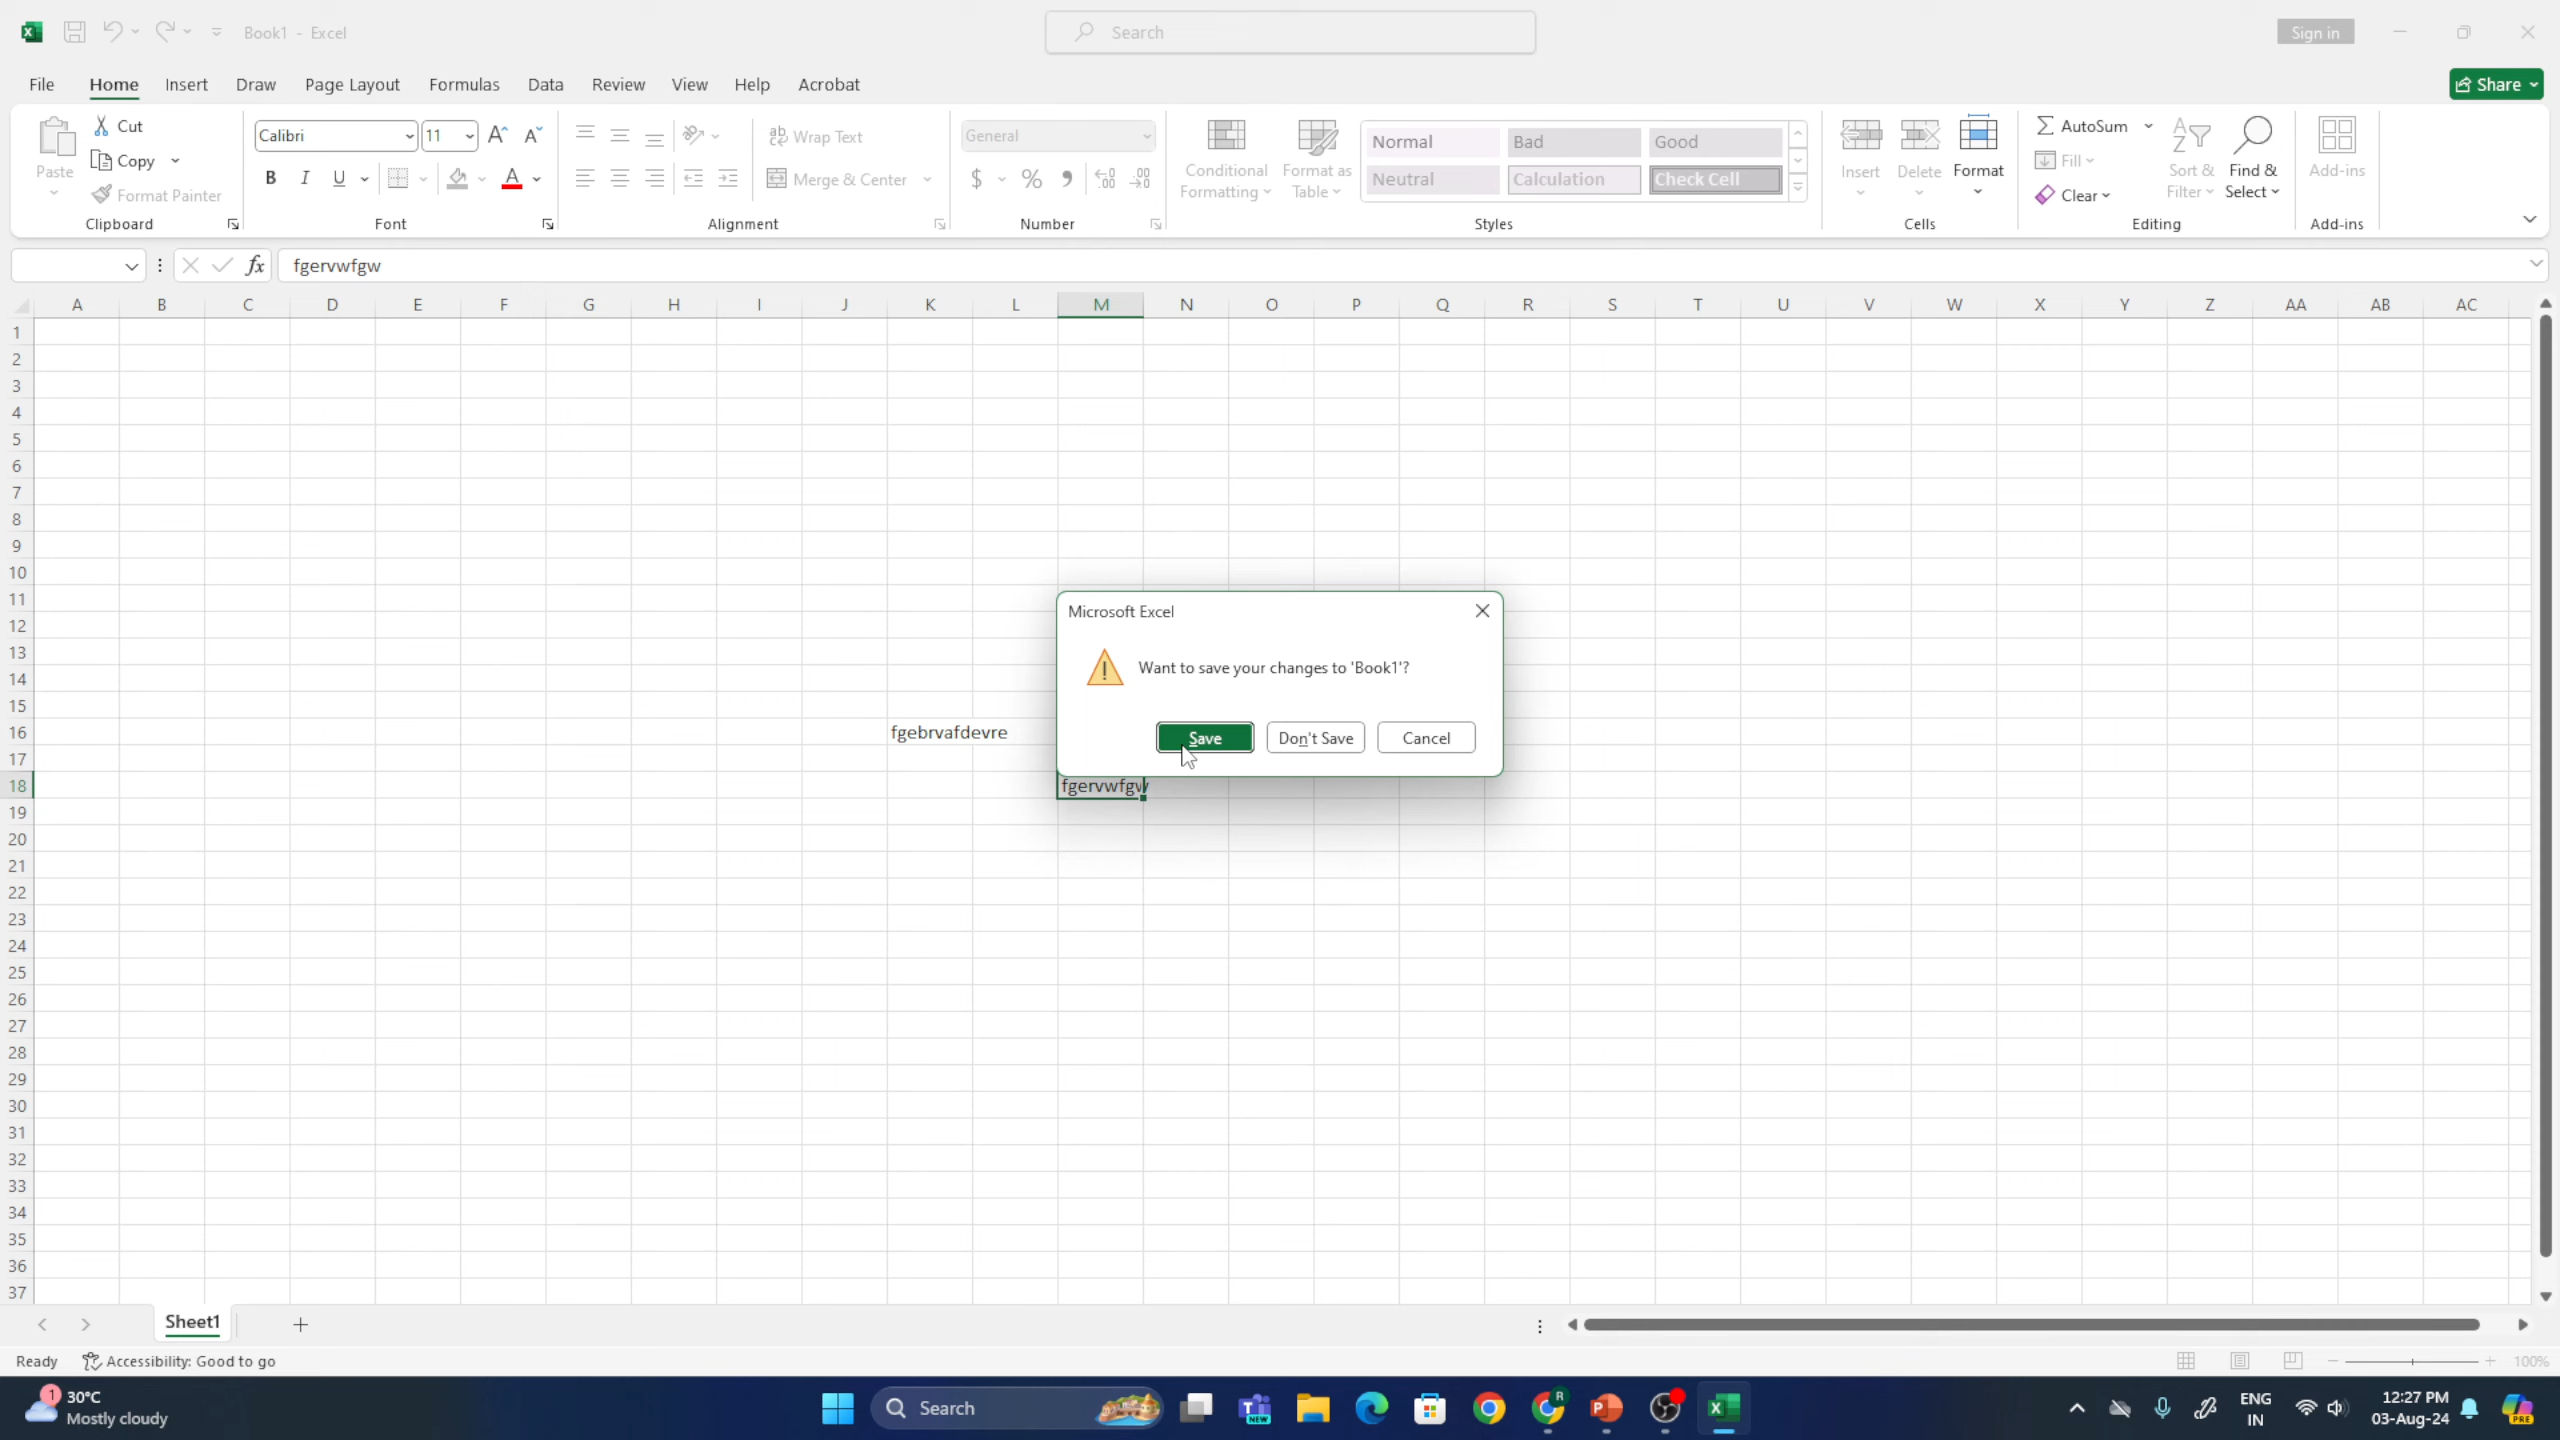 Book1 - Excel
Search
Sign in
File Home Insert Draw Page Layout Formulas Data Review View Help Acrobat
Share
Paste
Cut
Copy
Format Painter
Clipboard
Calibri 11
B I U
Font
Wrap Text
Merge & Center
Alignment
General
$ %
Number
Conditional Formatting
Format as Table
Normal Bad Good
Neutral Calculation Check Cell
Styles
Insert Delete Format
Cells
AutoSum
Fill
Clear
Sort & Filter
Find & Select
Editing
Add-ins
Add-ins
fx fgervwfgw
A B C D E F G H I J K L M N O P Q R S T U V W X Y Z AA AB AC
1
2
3
4
5
6
7
8
9
10
11
12
13
14
15
16 fgebrvafdevre
17
18 fgervwfgw
19
20
21
22
23
24
25
26
27
28
29
30
31
32
33
34
35
36
37
Microsoft Excel
Want to save your changes to 'Book1'?
Save Don't Save Cancel
Sheet1
Ready Accessibility: Good to go
100%
1 30°C
Mostly cloudy
Search
NEW
R
ENG
IN
12:27 PM
03-Aug-24
PRE